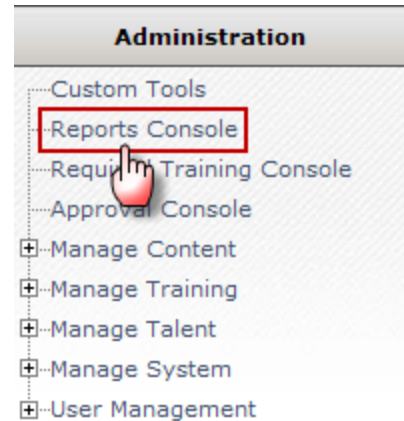 Administration
Custom Tools
Reports Console
Required Training Console
Approval Console
Manage Content
Manage Training
Manage Talent
Manage System
User Management